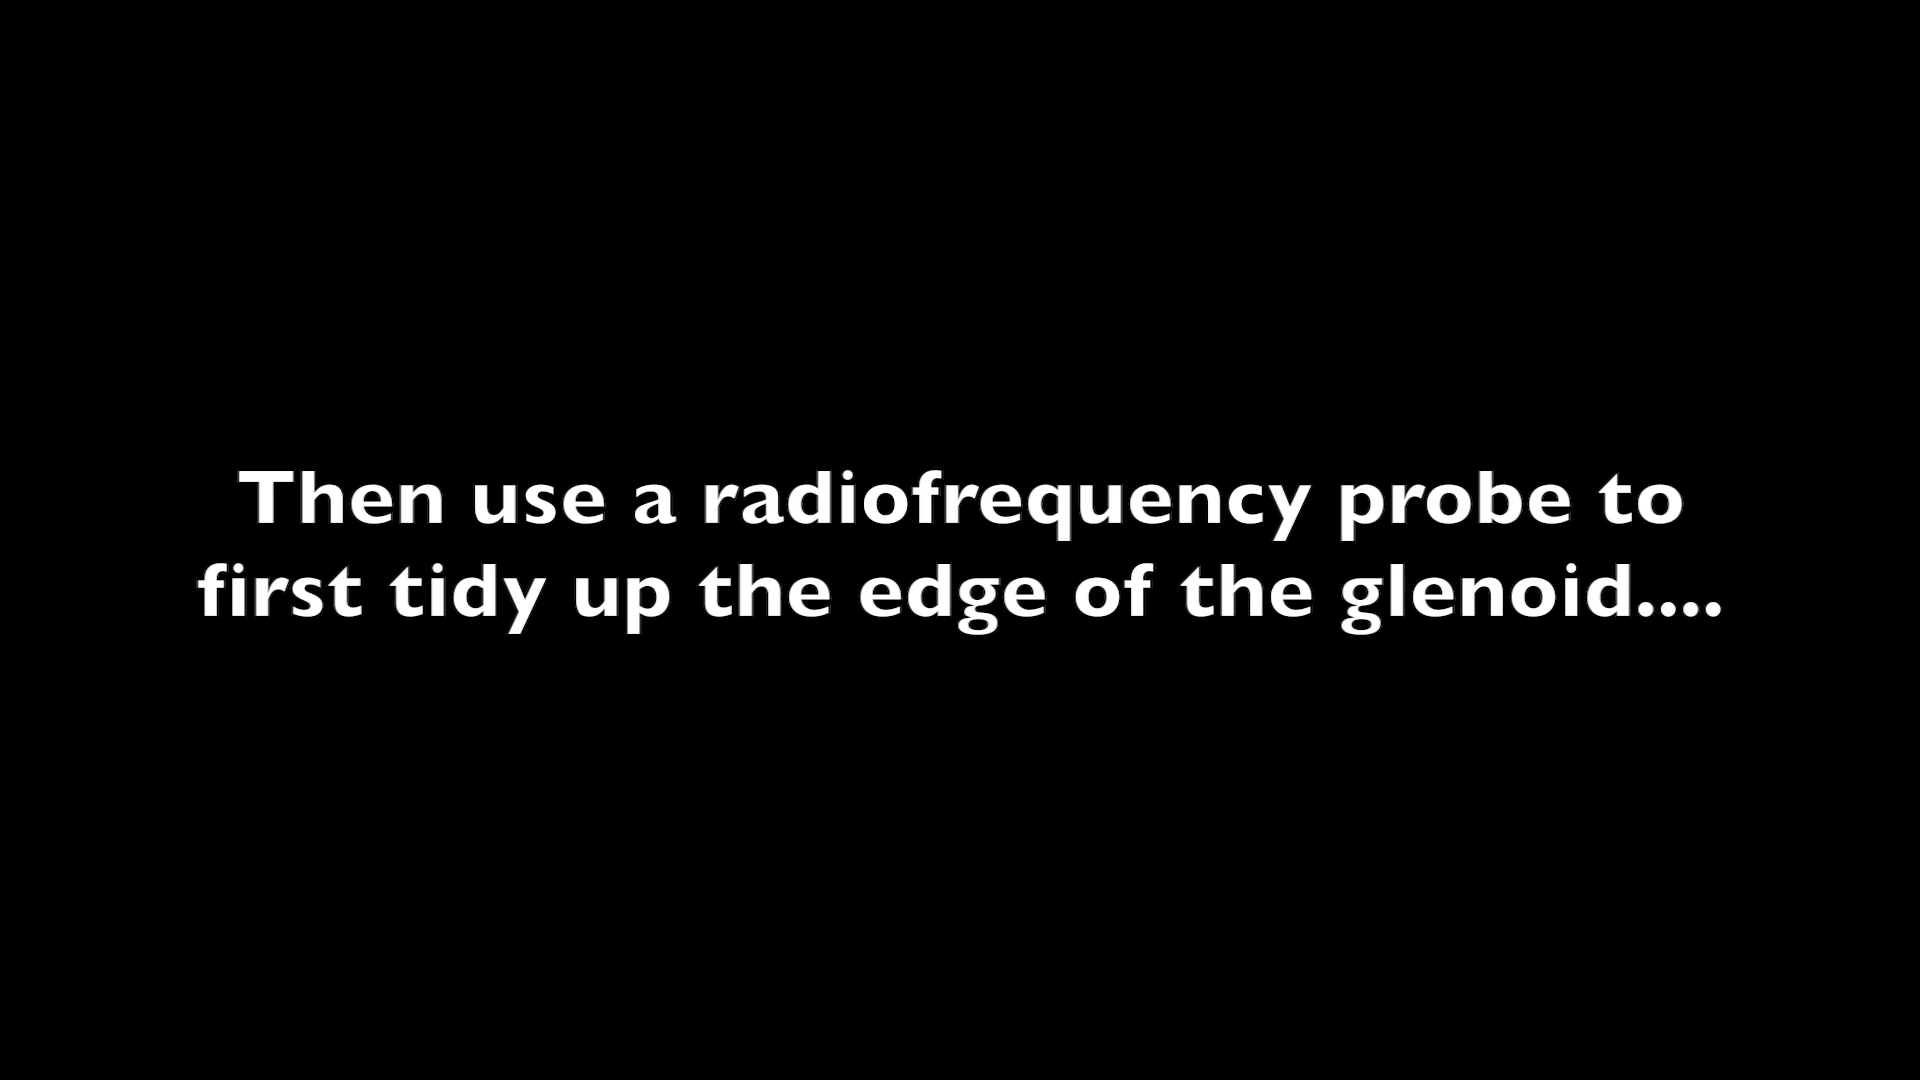 Then use a radiofrequency probe to
first tidy up the edge of the glenoid....